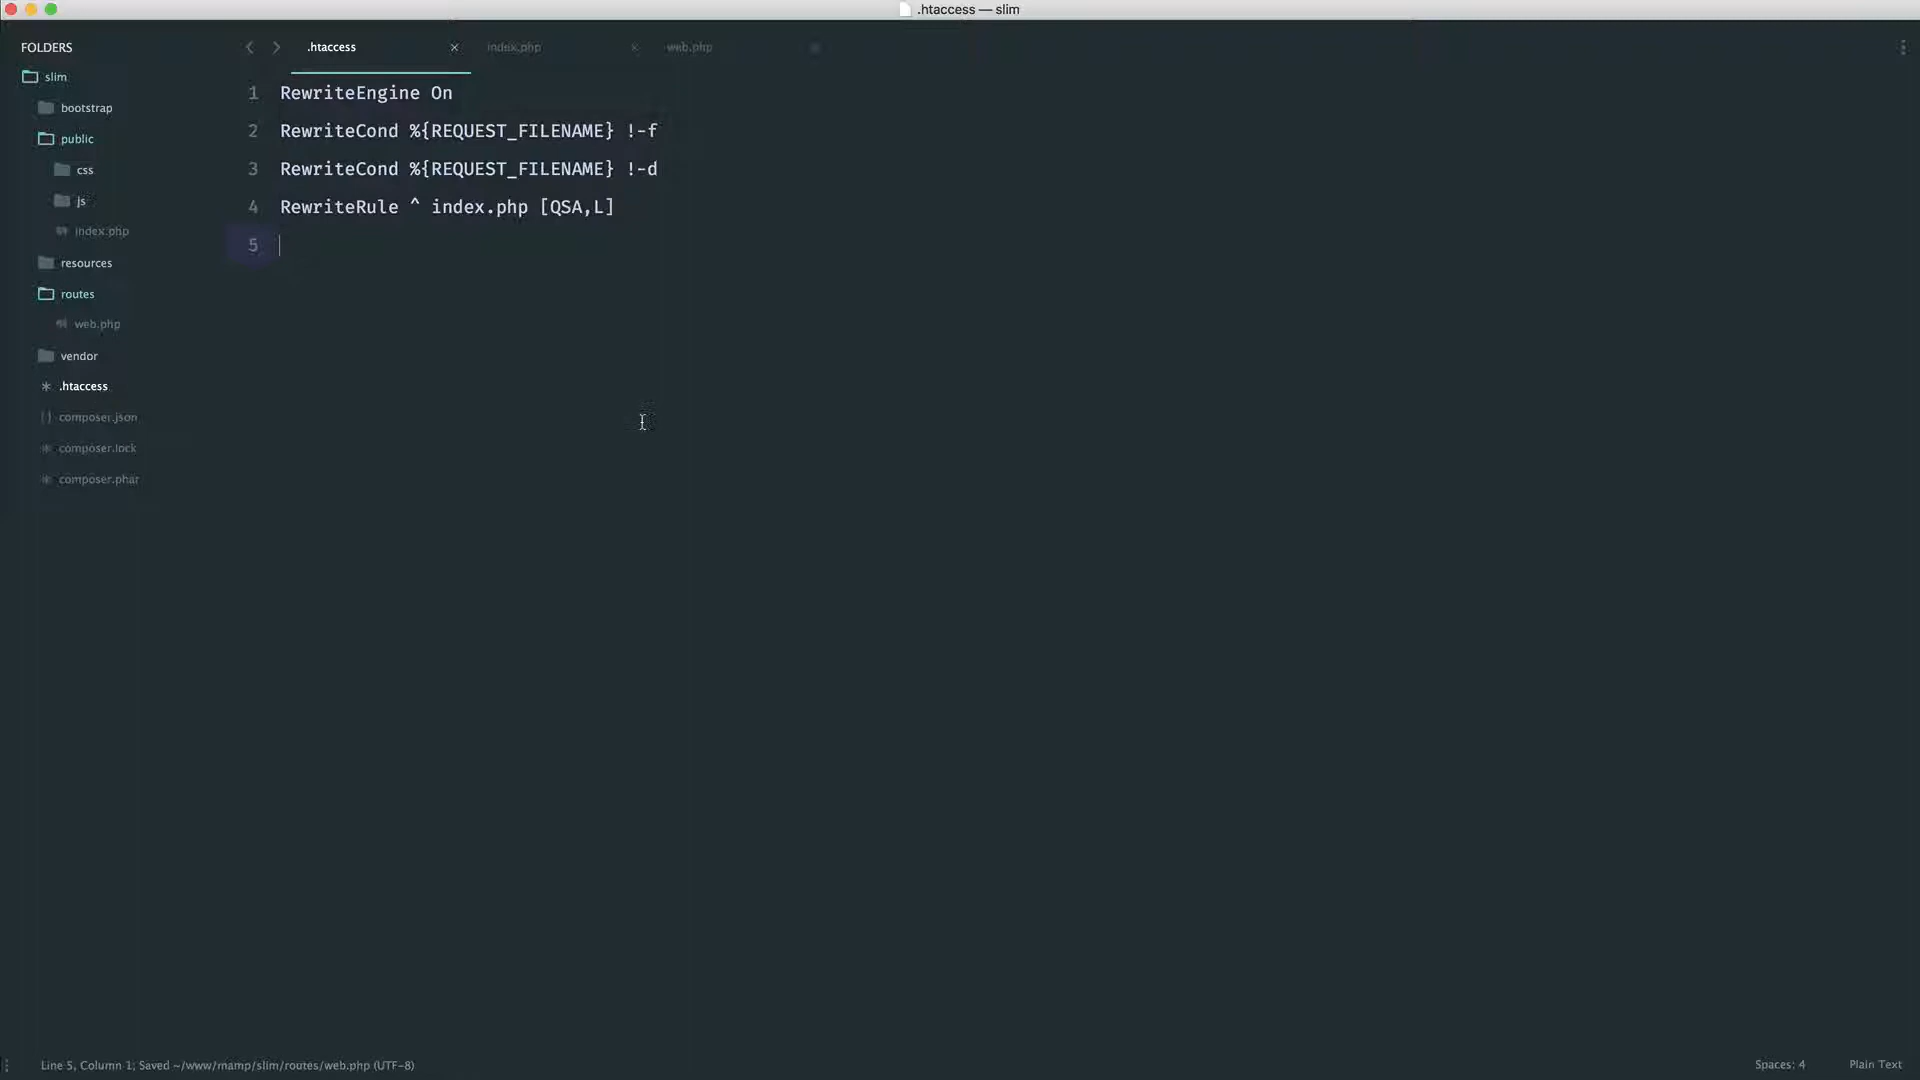 .htaccess — slim
FOLDERS
slim
bootstrap
public
css
js
index.php
resources
routes
web.php
vendor
.htaccess
composer.json
composer.lock
composer.phar
.htaccess
index.php
web.php
1 RewriteEngine On
2 RewriteCond %{REQUEST_FILENAME} !-f
3 RewriteCond %{REQUEST_FILENAME} !-d
4 RewriteRule ^ index.php [QSA,L]
5
Line 5, Column 1; Saved ~/www/mamp/slim/routes/web.php (UTF-8)
Spaces: 4
Plain Text